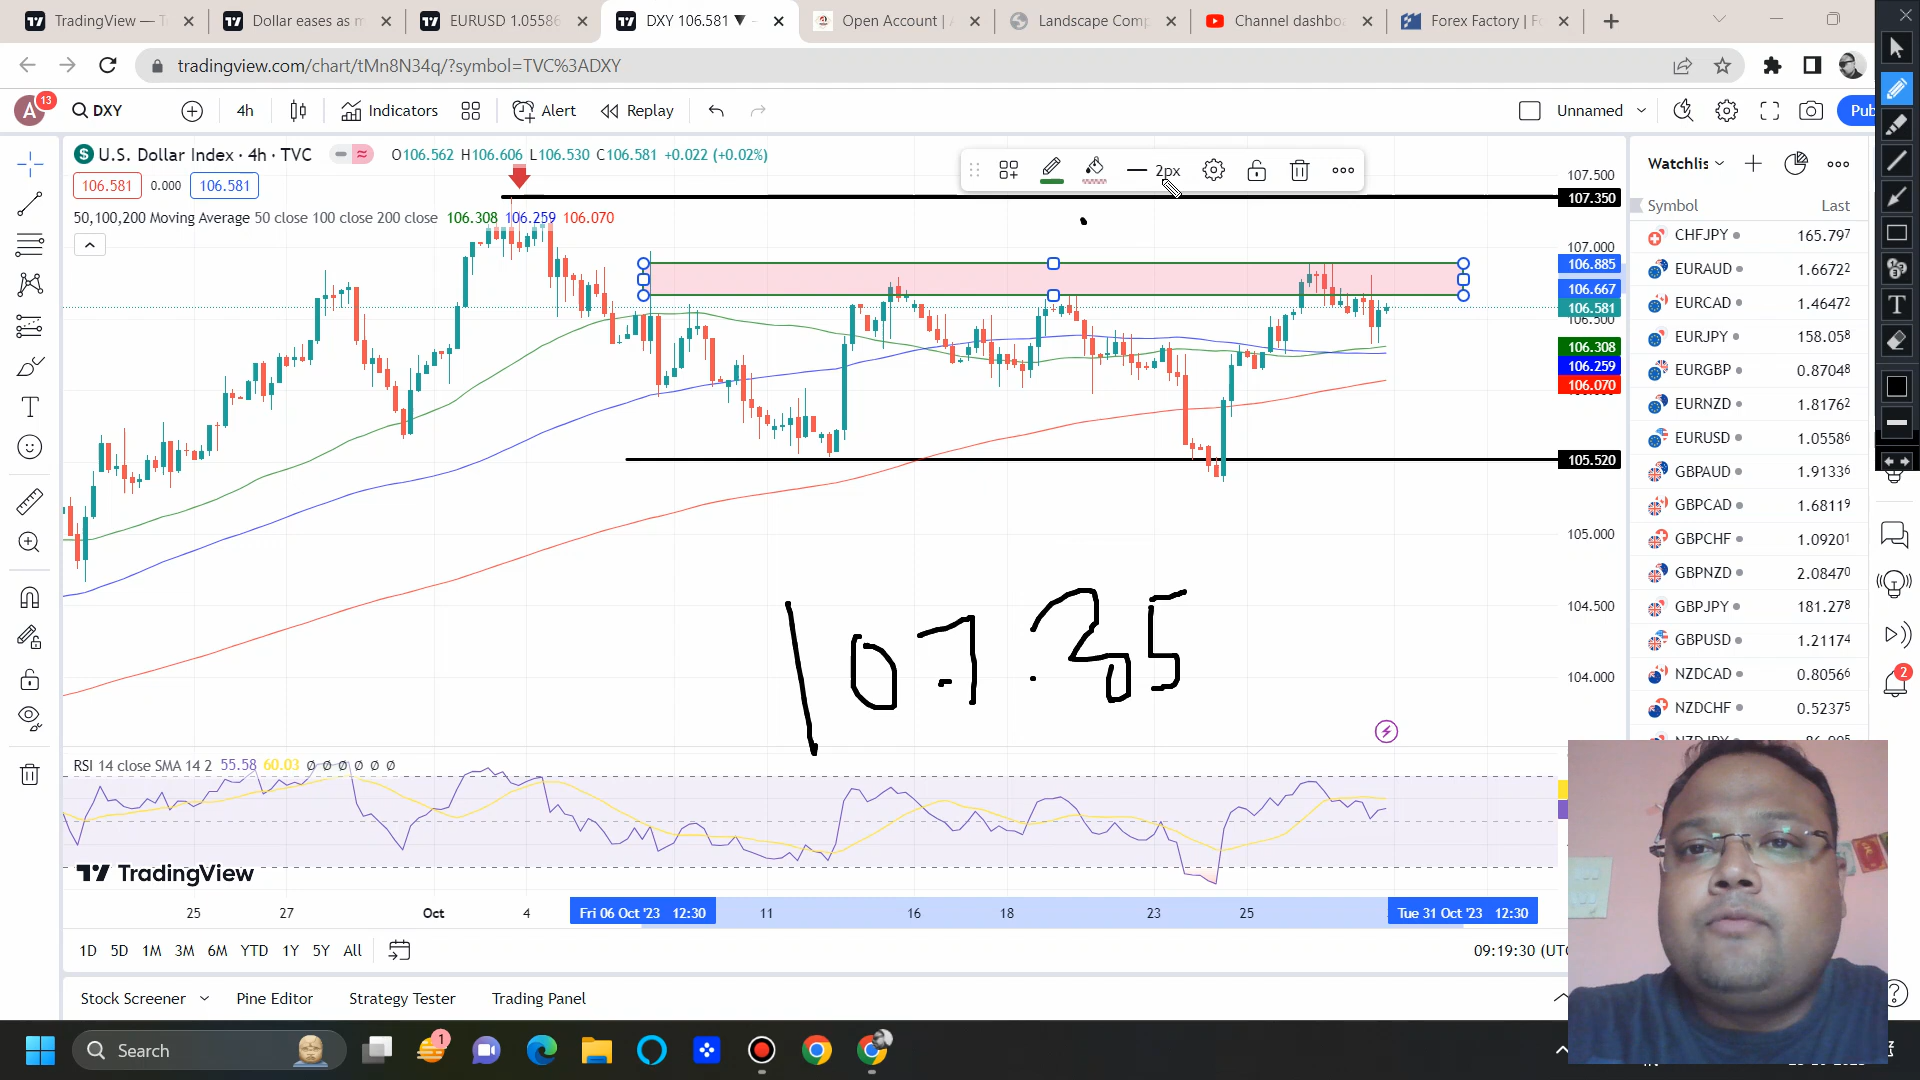 TradingView —
Dollar eases as m
EURUSD 1.05586
DXY 106.581 ▼
Open Account |
Landscape Comp
Channel dashbo
Forex Factory | F
tradingview.com/chart/tMn8N34q/?symbol=TVC%3ADXY
A 13
DXY
4h
Indicators
Alert
Replay
Unnamed
Pub
U.S. Dollar Index · 4h · TVC
O106.562 H106.606 L106.530 C106.581 +0.022 (+0.02%)
106.581 0.000 106.581
50,100,200 Moving Average 50 close 100 close 200 close 106.308 106.259 106.070
2px
107.500
107.350
107.000
106.885
106.667
106.581
106.500
106.308
106.259
106.070
105.520
105.000
104.500
104.000
107.35
Watchlis
Symbol Last
CHFJPY 165.797
EURAUD 1.66722
EURCAD 1.46472
EURJPY 158.058
EURGBP 0.87048
EURNZD 1.81762
EURUSD 1.05586
GBPAUD 1.91336
GBPCAD 1.68119
GBPCHF 1.09201
GBPNZD 2.08470
GBPJPY 181.278
GBPUSD 1.21174
NZDCAD 0.80566
NZDCHF 0.52375
2
RSI 14 close SMA 14 2 55.58 60.03 Ø Ø Ø Ø Ø Ø
TradingView
25 27 Oct 4 Fri 06 Oct '23 12:30 11 16 18 23 25 Tue 31 Oct '23 12:30
1D 5D 1M 3M 6M YTD 1Y 5Y All
09:19:30 (UTC
Stock Screener Pine Editor Strategy Tester Trading Panel
Search
1